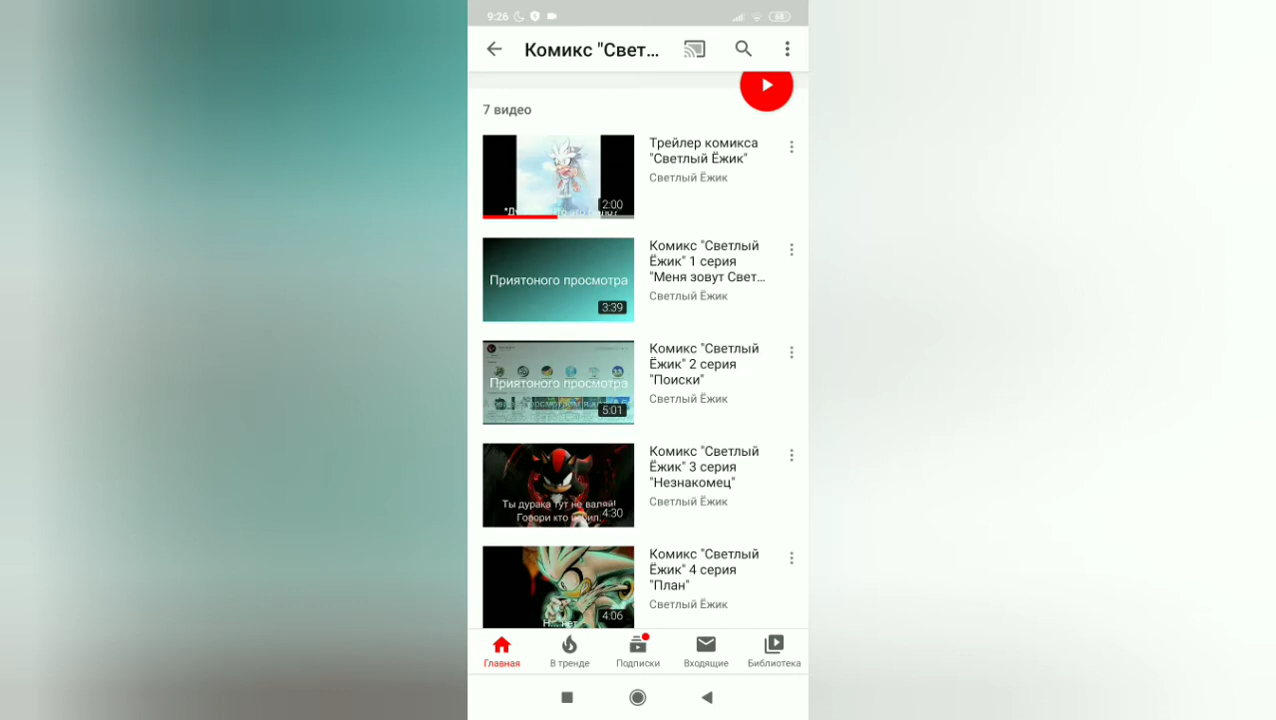 9:26
68
Комикс "Свет...
7 видео
2:00
Трейлер комикса
"Светлый Ёжик"
Светлый Ёжик
Приятоного просмотра
3:39
Комикс "Светлый
Ёжик" 1 серия
"Меня зовут Свет...
Светлый Ёжик
Приятоного просмотра
5:01
Комикс "Светлый
Ёжик" 2 серия
"Поиски"
Светлый Ёжик
Ты дурака тут не валяй!
Говори кто
4:30
Комикс "Светлый
Ёжик" 3 серия
"Незнакомец"
Светлый Ёжик
4:06
Комикс "Светлый
Ёжик" 4 серия
"План"
Светлый Ёжик
Главная
В тренде
Подписки
Входящие
Библиотека